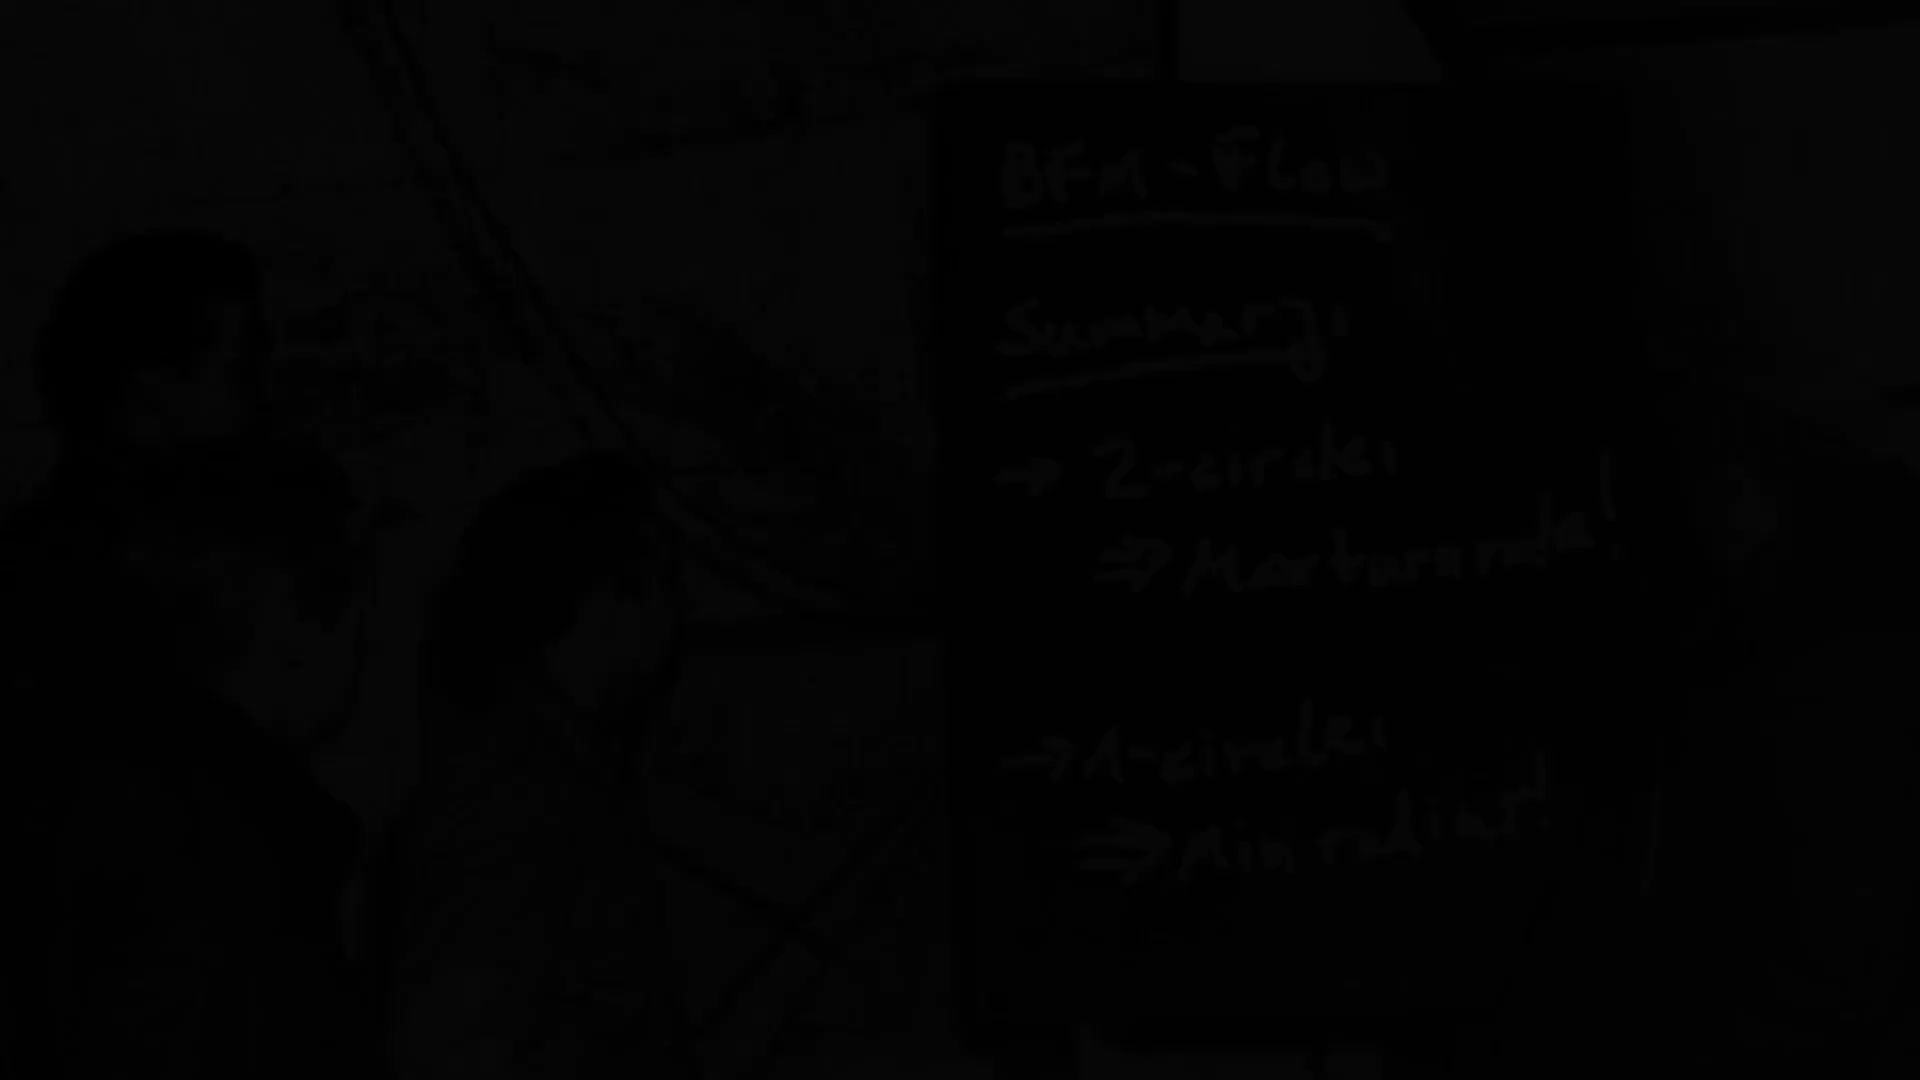 BFM - Flow
Summary:
→ 2-circle:
⇒ Max turnrate!
→ 1-circle:
⇒ Min radius!